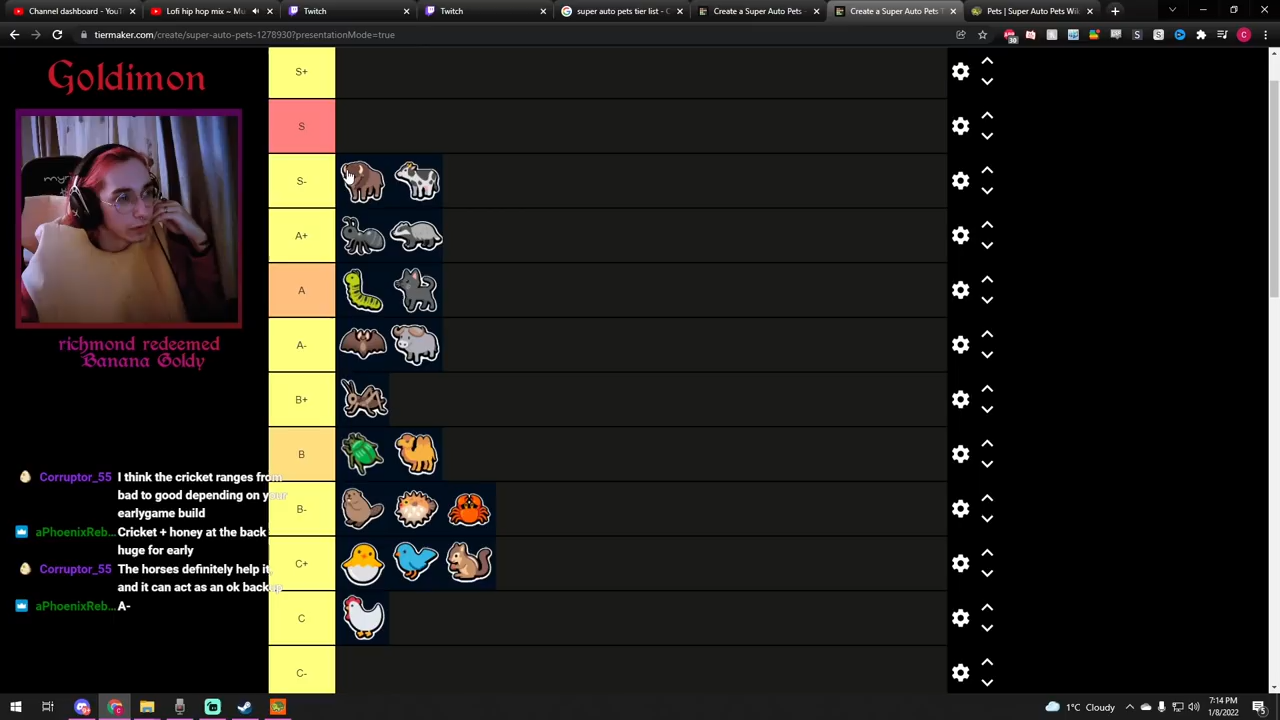 Channel dashboard - YouT
Lofi hip hop mix ~ Mu
Twitch
Twitch
super auto pets tier list - G
Create a Super Auto Pets
Create a Super Auto Pets T
Pets | Super Auto Pets Wik
tiermaker.com/create/super-auto-pets-1278930?presentationMode=true
30
C
Goldimon
richmond redeemed
Banana Goldy
Corruptor_55 I think the cricket ranges from
bad to good depending on your
earlygame build
aPhoenixReb... Cricket + honey at the back
huge for early
Corruptor_55 The horses definitely help it,
and it can act as an ok backup
aPhoenixReb... A-
S+
S
S-
A+
A
A-
B+
B
B-
C+
C
C-
1°C Cloudy
7:14 PM
1/8/2022